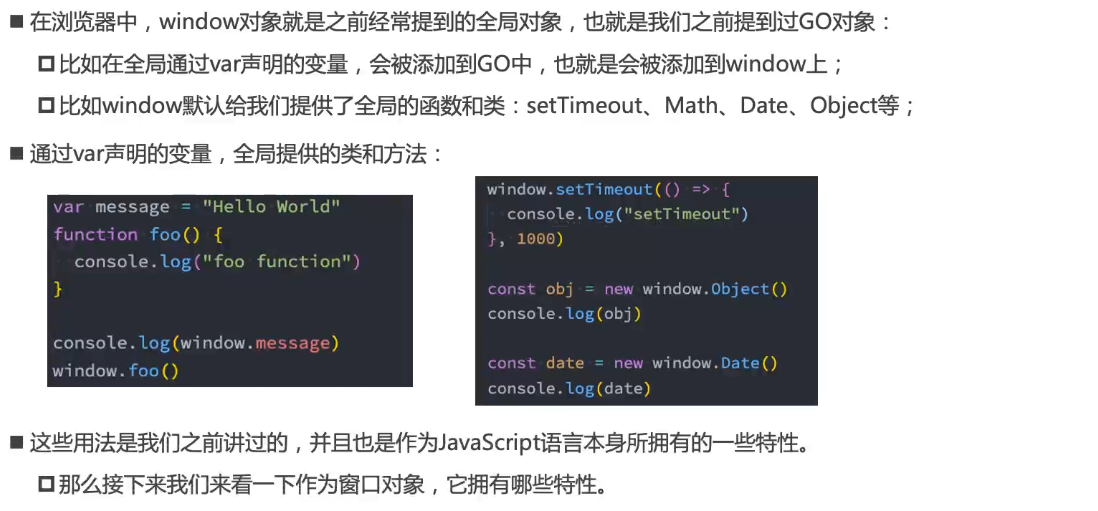 在浏览器中，window对象就是之前经常提到的全局对象，也就是我们之前提到过GO对象：
比如在全局通过var声明的变量，会被添加到GO中，也就是会被添加到window上；
比如window默认给我们提供了全局的函数和类：setTimeout、Math、Date、Object等；
通过var声明的变量，全局提供的类和方法：
var message = "Hello World"
function foo() {
  console.log("foo function")
}

console.log(window.message)
window.foo()
window.setTimeout(() => {
  console.log("setTimeout")
}, 1000)

const obj = new window.Object()
console.log(obj)

const date = new window.Date()
console.log(date)
这些用法是我们之前讲过的，并且也是作为JavaScript语言本身所拥有的一些特性。
那么接下来我们来看一下作为窗口对象，它拥有哪些特性。